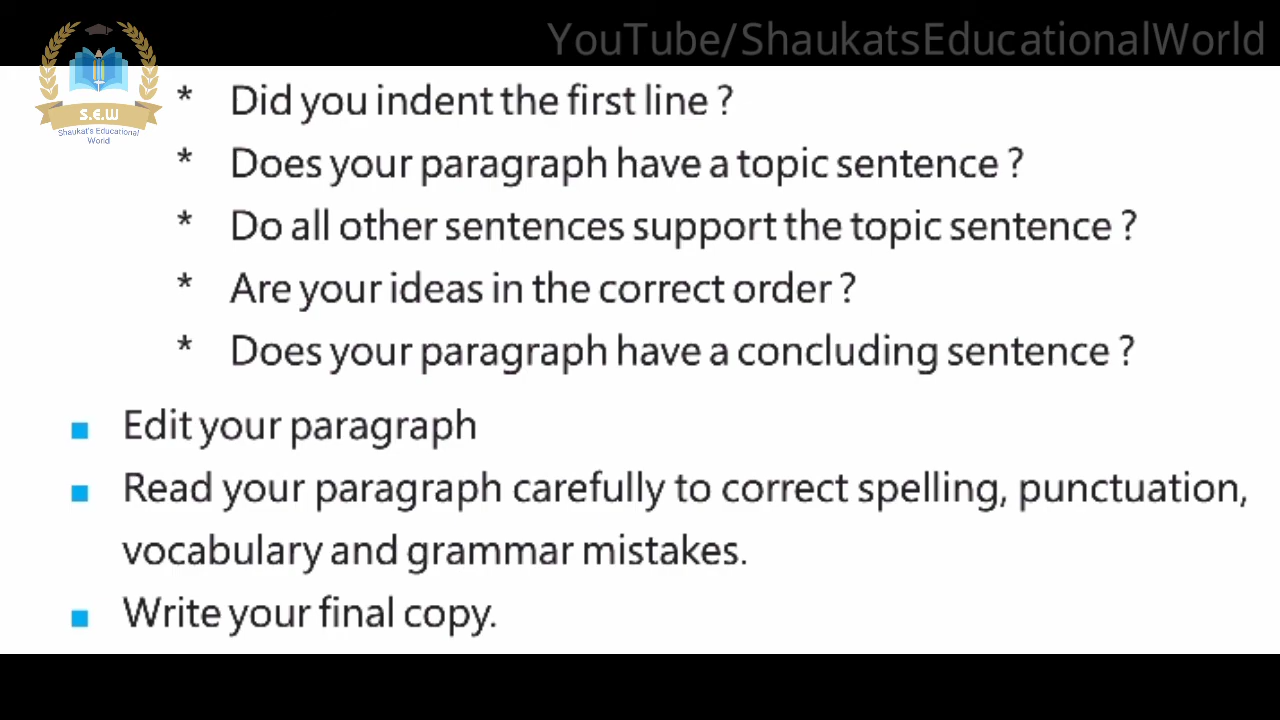 YouTube/ShaukatsEducationalWorld
S.E.W
Shaukat's Educational
World
* Did you indent the first line ?
* Does your paragraph have a topic sentence ?
* Do all other sentences support the topic sentence ?
* Are your ideas in the correct order ?
* Does your paragraph have a concluding sentence ?
■ Edit your paragraph
■ Read your paragraph carefully to correct spelling, punctuation,
vocabulary and grammar mistakes.
■ Write your final copy.